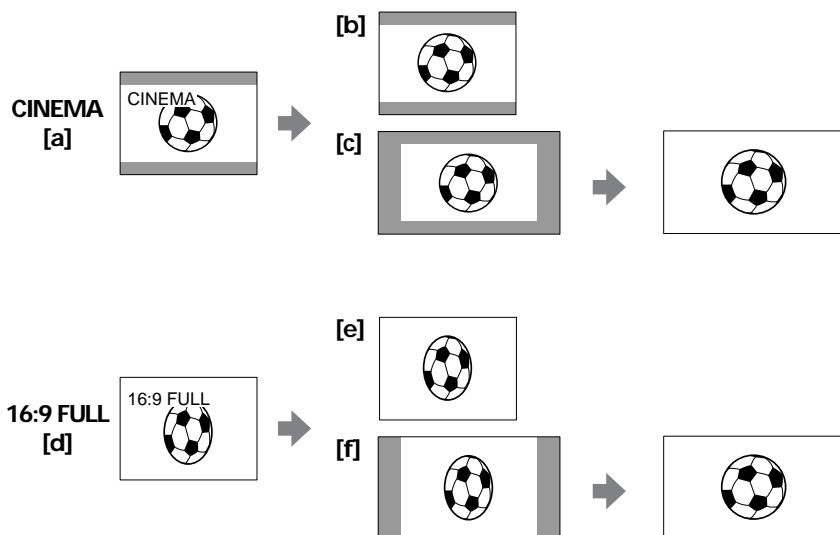 CINEMA
[a]
CINEMA
[b]
[c]
16:9 FULL
[d]
16:9 FULL
[e]
[f]